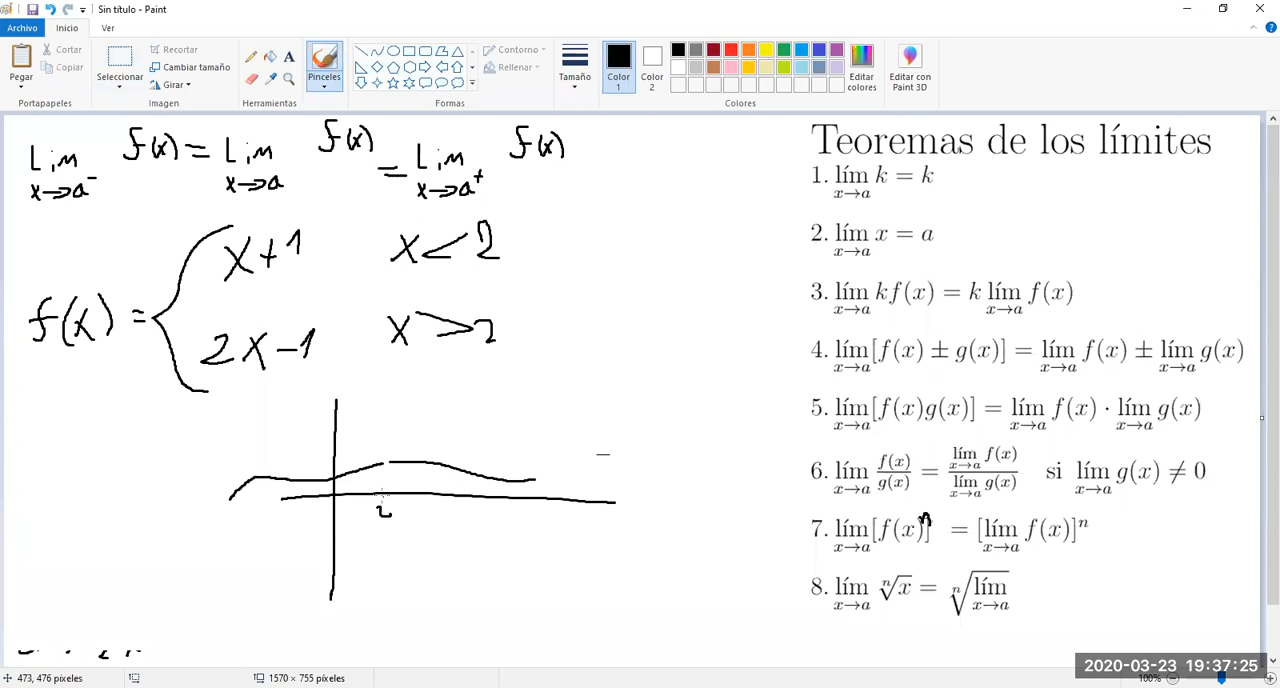 Sin título - Paint
Archivo Inicio Ver
Pegar Cortar Copiar
Seleccionar Recortar Cambiar tamaño Girar
Pinceles
Contorno Rellenar
Tamaño
Color 1 Color 2
Editar colores
Editar con Paint 3D
Portapapeles Imagen Herramientas Formas Colores
Lim x→a⁻ f(x) = Lim x→a f(x) = Lim x→a⁺ f(x)
f(x) = { x+1 x<2
2x-1 x>2
2
Teoremas de los límites
1. lím x→a k = k
2. lím x→a x = a
3. lím x→a kf(x) = k lím x→a f(x)
4. lím x→a [f(x) ± g(x)] = lím x→a f(x) ± lím x→a g(x)
5. lím x→a [f(x)g(x)] = lím x→a f(x) · lím x→a g(x)
6. lím x→a f(x)/g(x) = lím x→a f(x) / lím x→a g(x) si lím x→a g(x) ≠ 0
7. lím x→a [f(x)]ⁿ = [lím x→a f(x)]ⁿ
8. lím x→a ⁿ√x = ⁿ√lím x→a
473, 476 píxeles 1570 × 755 píxeles 100%
2020-03-23 19:37:25